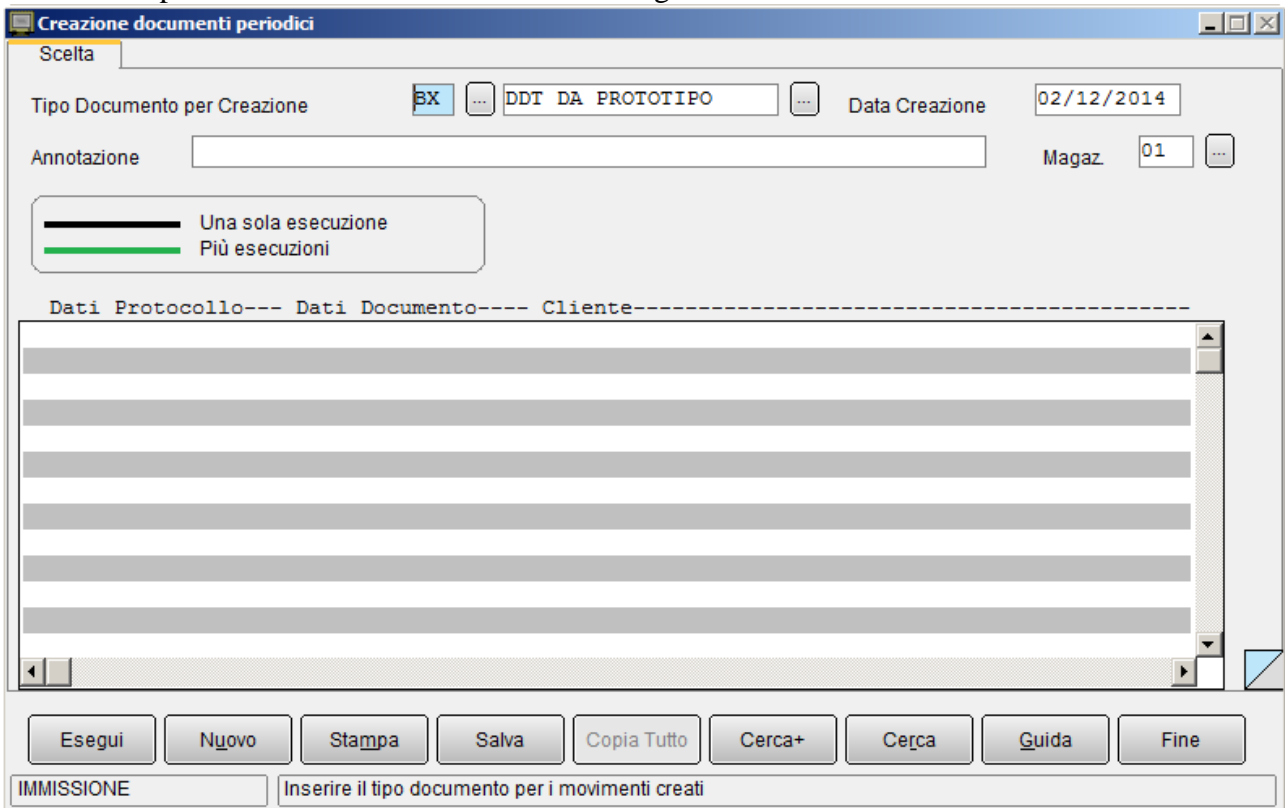 Creazione documenti periodici
Scelta
Tipo Documento per Creazione BX ... DDT DA PROTOTIPO ... Data Creazione 02/12/2014
Annotazione Magaz. 01 ...
Una sola esecuzione
Più esecuzioni
Dati Protocollo--- Dati Documento---- Cliente-------------------------------------------
Esegui Nuovo Stampa Salva Copia Tutto Cerca+ Cerca Guida Fine
IMMISSIONE Inserire il tipo documento per i movimenti creati